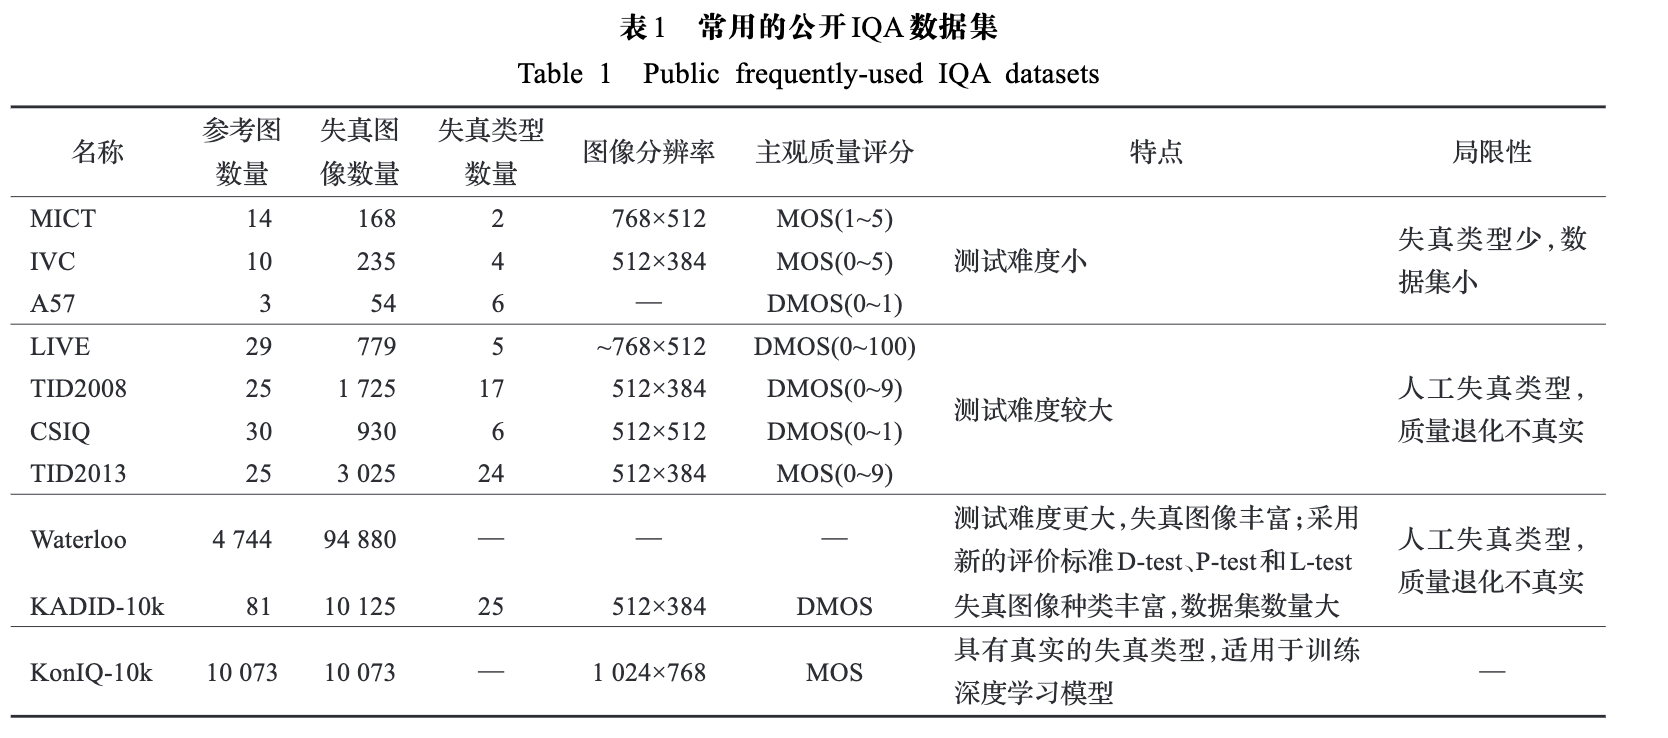 表1 常用的公开IQA数据集
Table 1 Public frequently-used IQA datasets
名称 参考图数量 失真图像数量 失真类型数量 图像分辨率 主观质量评分 特点 局限性
MICT 14 168 2 768×512 MOS(1~5)
IVC 10 235 4 512×384 MOS(0~5) 测试难度小 失真类型少,数据集小
A57 3 54 6 — DMOS(0~1)
LIVE 29 779 5 ~768×512 DMOS(0~100)
TID2008 25 1 725 17 512×384 DMOS(0~9) 测试难度较大 人工失真类型,质量退化不真实
CSIQ 30 930 6 512×512 DMOS(0~1)
TID2013 25 3 025 24 512×384 MOS(0~9)
Waterloo 4 744 94 880 — — — 测试难度更大,失真图像丰富;采用新的评价标准D-test、P-test和L-test 人工失真类型,质量退化不真实
KADID-10k 81 10 125 25 512×384 DMOS 失真图像种类丰富,数据集数量大
KonIQ-10k 10 073 10 073 — 1 024×768 MOS 具有真实的失真类型,适用于训练深度学习模型 —